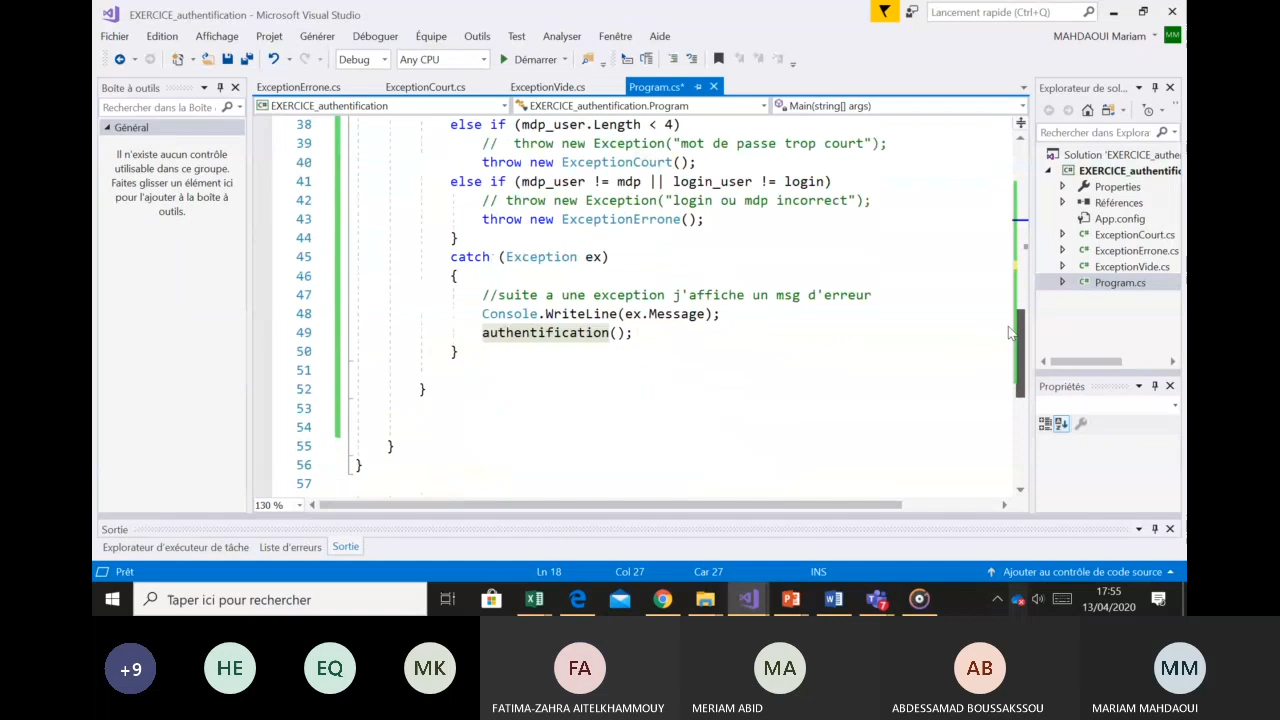 EXERCICE_authentification - Microsoft Visual Studio
Lancement rapide (Ctrl+Q)
Fichier Edition Affichage Projet Générer Déboguer Équipe Outils Test Analyser Fenêtre Aide
MAHDAOUI Mariam MM
Debug Any CPU Démarrer
Boîte à outils
ExceptionErrone.cs ExceptionCourt.cs ExceptionVide.cs Program.cs*
Explorateur de sol...
Rechercher dans la Boîte
EXERCICE_authentification EXERCICE_authentification.Program Main(string[] args)
Général
Il n'existe aucun contrôle
utilisable dans ce groupe.
Faites glisser un élément ici
pour l'ajouter à la boîte à
outils.
38 else if (mdp_user.Length < 4)
39 //  throw new Exception("mot de passe trop court");
40 throw new ExceptionCourt();
41 else if (mdp_user != mdp || login_user != login)
42 // throw new Exception("login ou mdp incorrect");
43 throw new ExceptionErrone();
44 }
45 catch (Exception ex)
46 {
47 //suite a une exception j'affiche un msg d'erreur
48 Console.WriteLine(ex.Message);
49 authentification();
50 }
51
52 }
53
54
55 }
56 }
57
130 %
Rechercher dans Explora
Solution 'EXERCICE_authe
EXERCICE_authentific
Properties
Références
App.config
ExceptionCourt.cs
ExceptionErrone.cs
ExceptionVide.cs
Program.cs
Propriétés
Sortie
Explorateur d'exécuteur de tâche Liste d'erreurs Sortie
Prêt Ln 18 Col 27 Car 27 INS Ajouter au contrôle de code source
Taper ici pour rechercher
7
17:55
13/04/2020
+9 HE EQ MK FA MA AB MM
FATIMA-ZAHRA AITELKHAMMOUY MERIAM ABID ABDESSAMAD BOUSSAKSSOU MARIAM MAHDAOUI